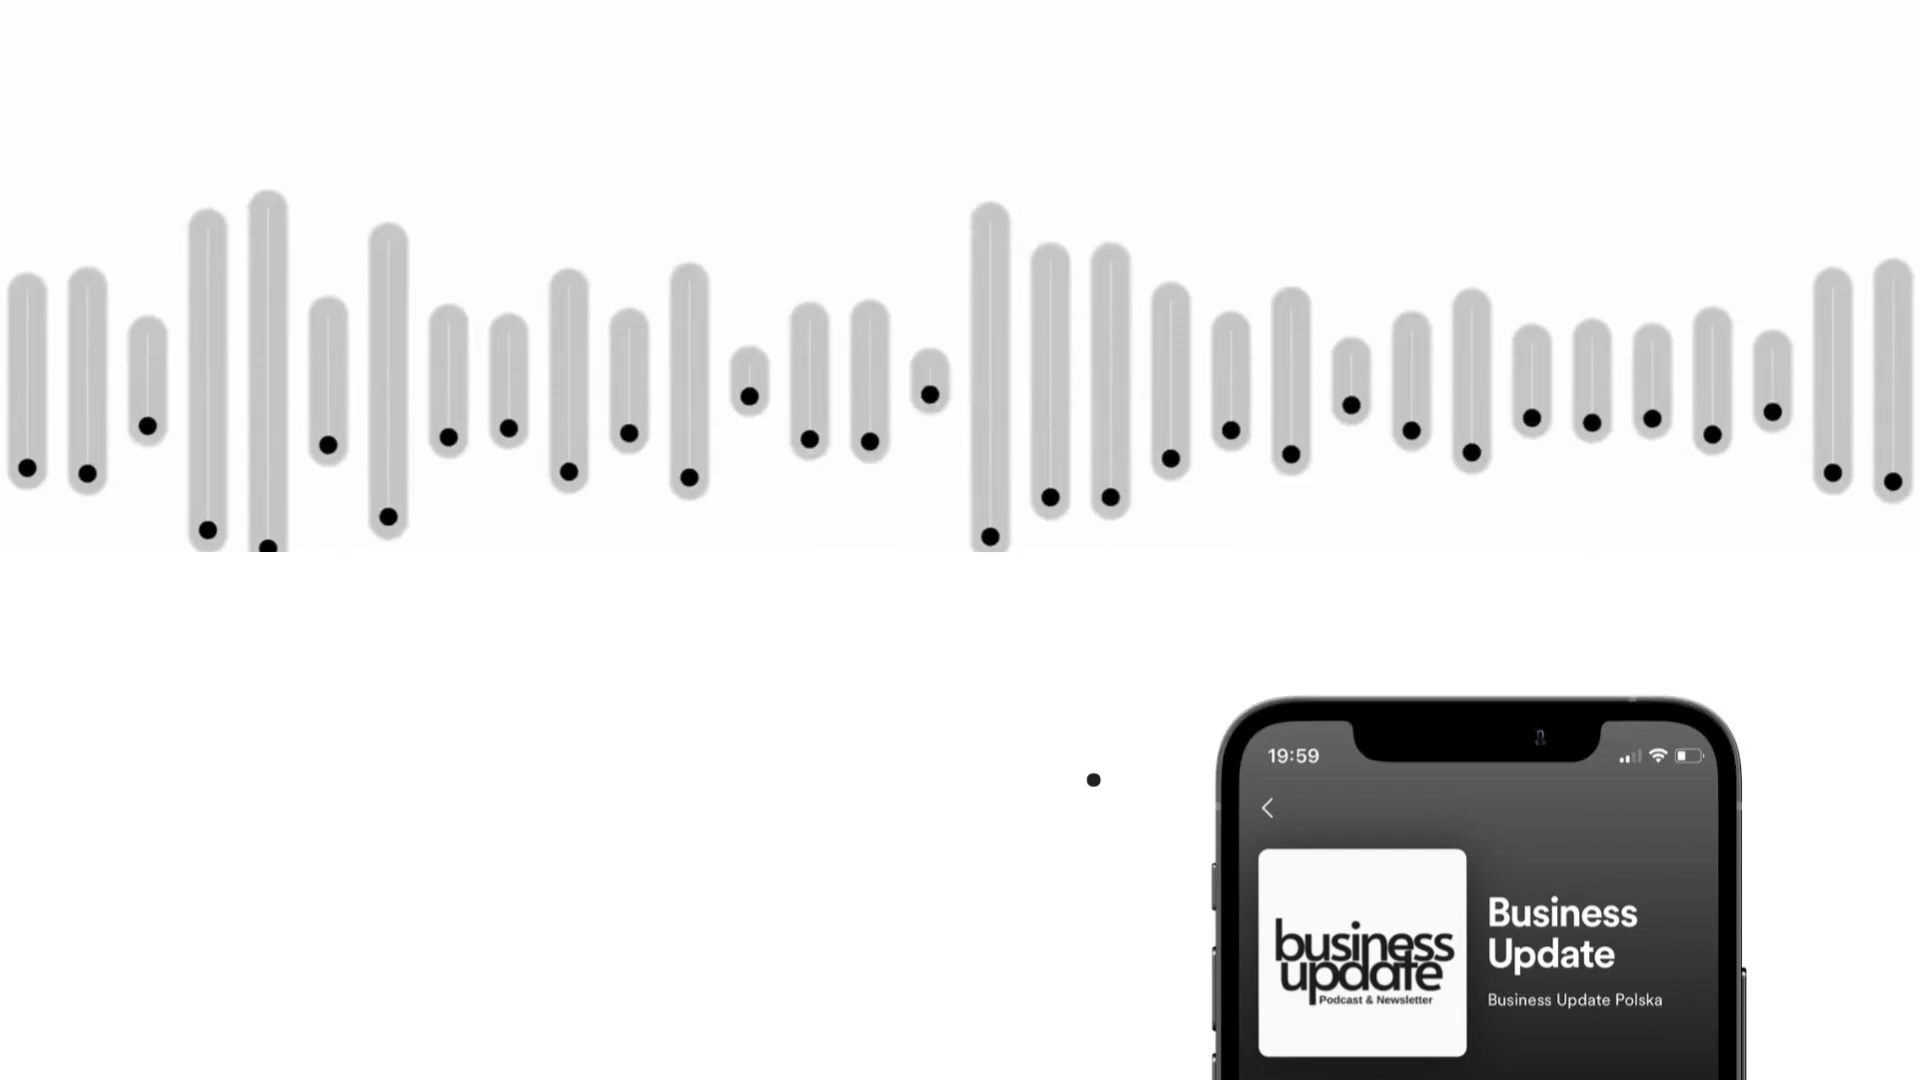 19:59
business
update
Podcast & Newsletter
Business
Update
Business Update Polska